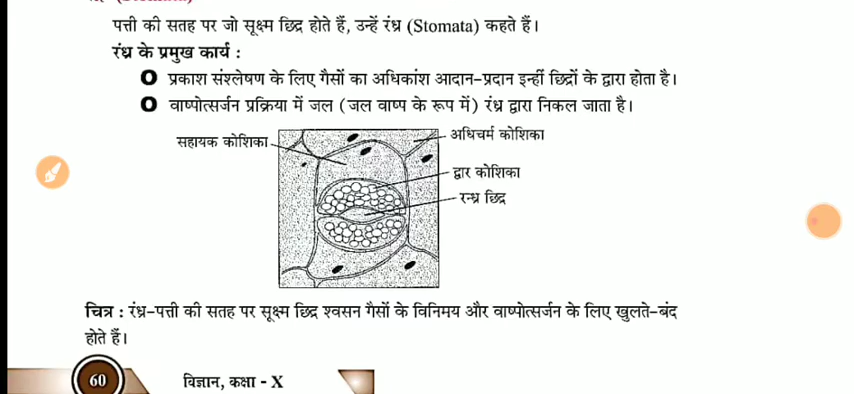 पत्ती की सतह पर जो सूक्ष्म छिद्र होते हैं, उन्हें रंध्र (Stomata) कहते हैं।
रंध्र के प्रमुख कार्य :
प्रकाश संश्लेषण के लिए गैसों का अधिकांश आदान-प्रदान इन्हीं छिद्रों के द्वारा होता है।
वाष्पोत्सर्जन प्रक्रिया में जल (जल वाष्प के रूप में) रंध्र द्वारा निकल जाता है।
सहायक कोशिका
अधिचर्म कोशिका
द्वार कोशिका
रन्ध्र छिद्र
चित्र : रंध्र-पत्ती की सतह पर सूक्ष्म छिद्र श्वसन गैसों के विनिमय और वाष्पोत्सर्जन के लिए खुलते-बंद
होते हैं।
60
विज्ञान, कक्षा - X